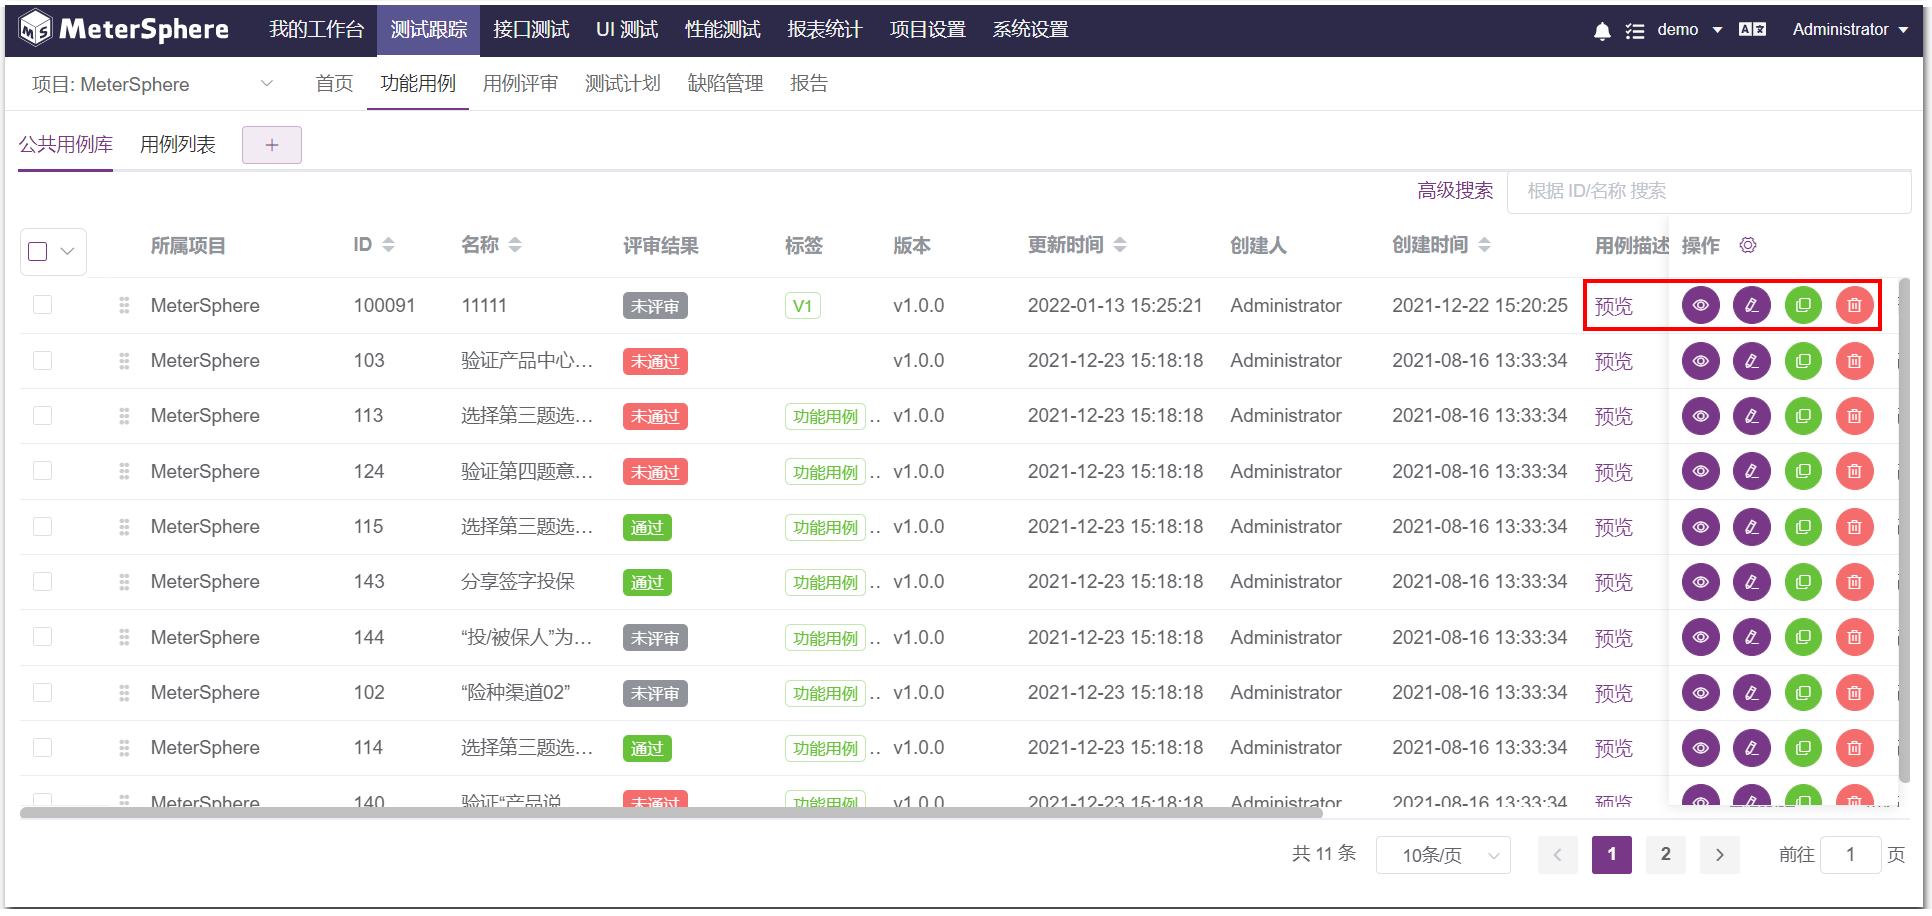 MeterSphere 我的工作台 测试跟踪 接口测试 UI 测试 性能测试 报表统计 项目设置 系统设置 demo Administrator
项目: MeterSphere 首页 功能用例 用例评审 测试计划 缺陷管理 报告
公共用例库 用例列表 +
高级搜索 根据 ID/名称 搜索
所属项目 ID 名称 评审结果 标签 版本 更新时间 创建人 创建时间 用例描述 操作
MeterSphere 100091 11111 未评审 V1 v1.0.0 2022-01-13 15:25:21 Administrator 2021-12-22 15:20:25 预览
MeterSphere 103 验证产品中心... 未通过 v1.0.0 2021-12-23 15:18:18 Administrator 2021-08-16 13:33:34 预览
MeterSphere 113 选择第三题选... 未通过 功能用例 .. v1.0.0 2021-12-23 15:18:18 Administrator 2021-08-16 13:33:34 预览
MeterSphere 124 验证第四题意... 未通过 功能用例 .. v1.0.0 2021-12-23 15:18:18 Administrator 2021-08-16 13:33:34 预览
MeterSphere 115 选择第三题选... 通过 功能用例 .. v1.0.0 2021-12-23 15:18:18 Administrator 2021-08-16 13:33:34 预览
MeterSphere 143 分享签字投保 通过 功能用例 .. v1.0.0 2021-12-23 15:18:18 Administrator 2021-08-16 13:33:34 预览
MeterSphere 144 “投/被保人”为... 未评审 功能用例 .. v1.0.0 2021-12-23 15:18:18 Administrator 2021-08-16 13:33:34 预览
MeterSphere 102 “险种渠道02” 未评审 功能用例 .. v1.0.0 2021-12-23 15:18:18 Administrator 2021-08-16 13:33:34 预览
MeterSphere 114 选择第三题选... 通过 功能用例 .. v1.0.0 2021-12-23 15:18:18 Administrator 2021-08-16 13:33:34 预览
MeterSphere 140 验证“产品说 未通过 功能用例 v1.0.0 2021-12-23 15:18:18 Administrator 2021-08-16 13:33:34 预览
共 11 条 10条/页 1 2 前往 1 页